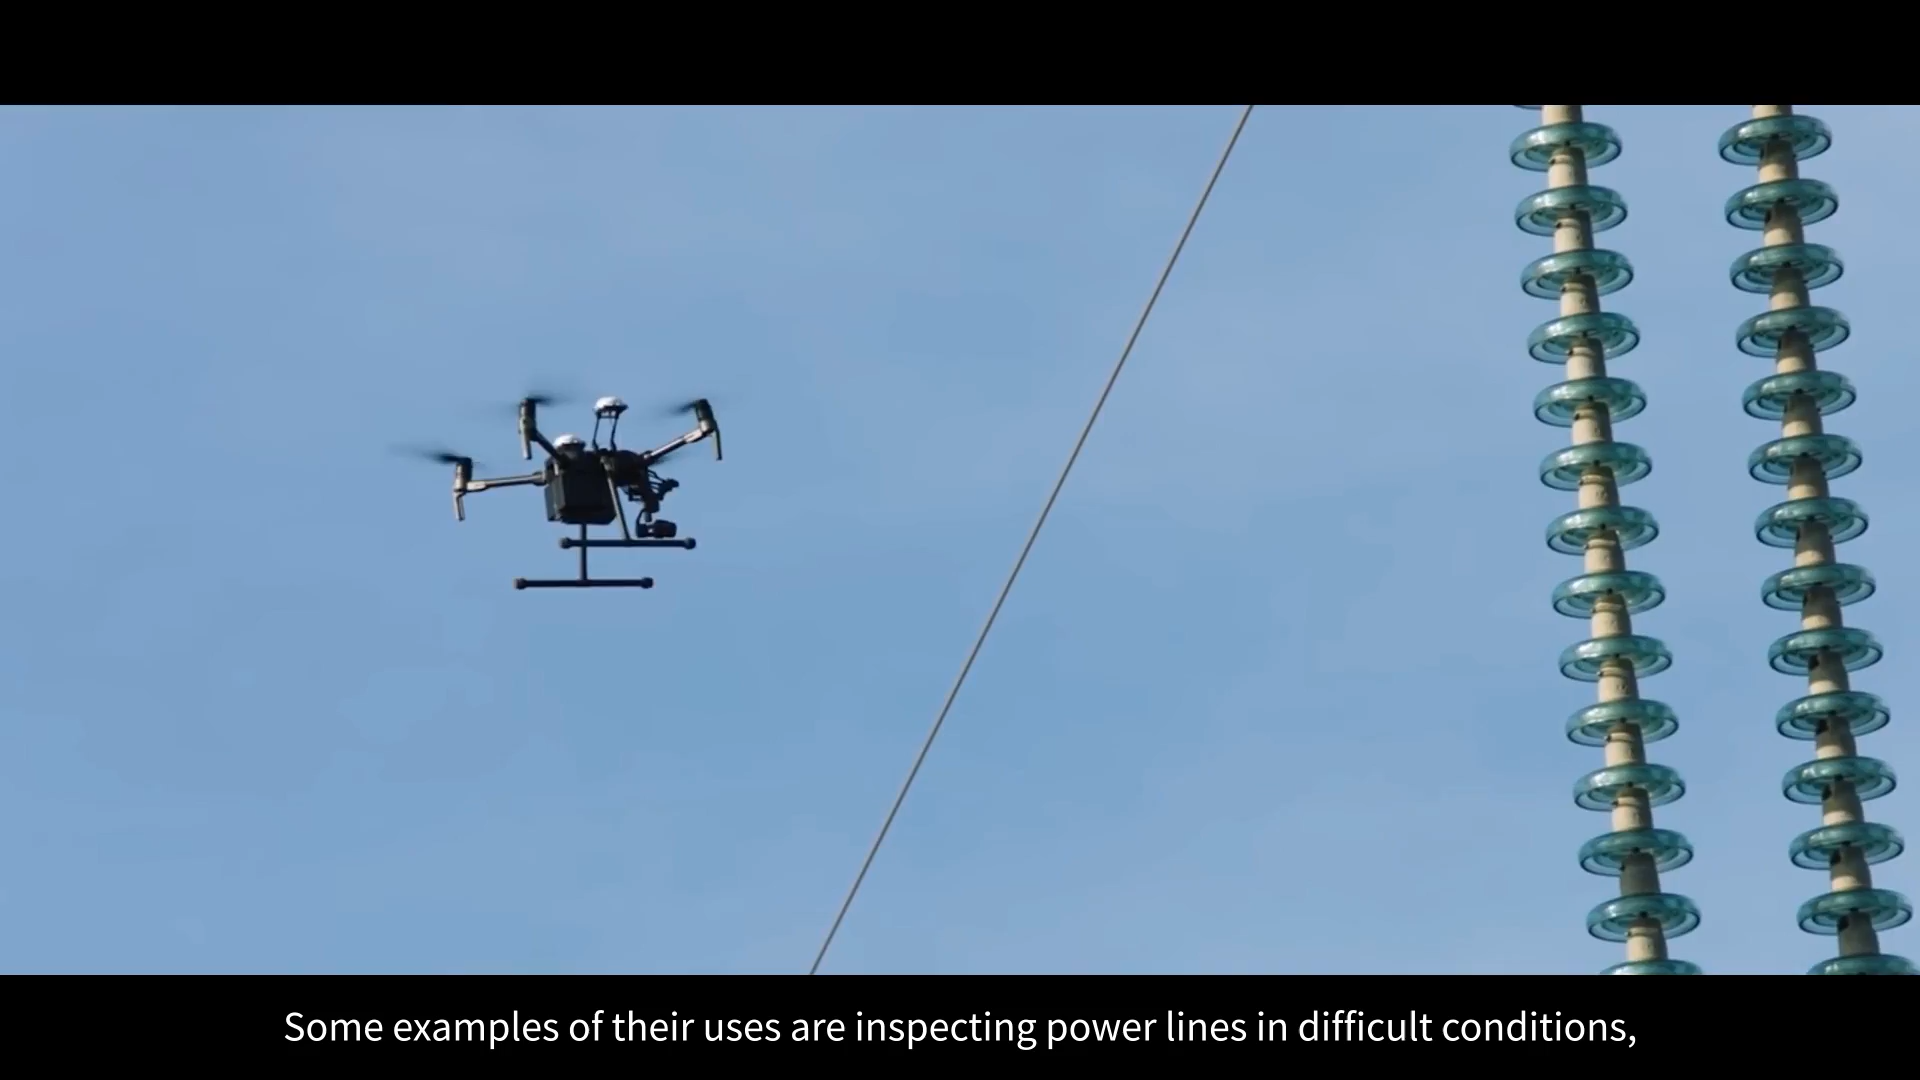 Some examples of their uses are inspecting power lines in difficult conditions,